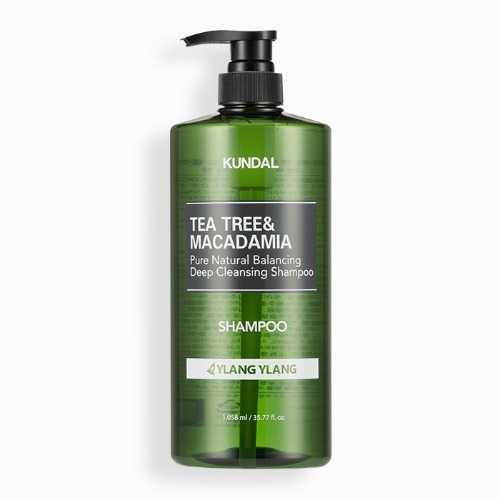 KUNDAL
TEA TREE&
MACADAMIA
Pure Natural Balancing
Deep Cleansing Shampoo
SHAMPOO
YLANG YLANG
1,058 ml / 35.77 fl. oz.